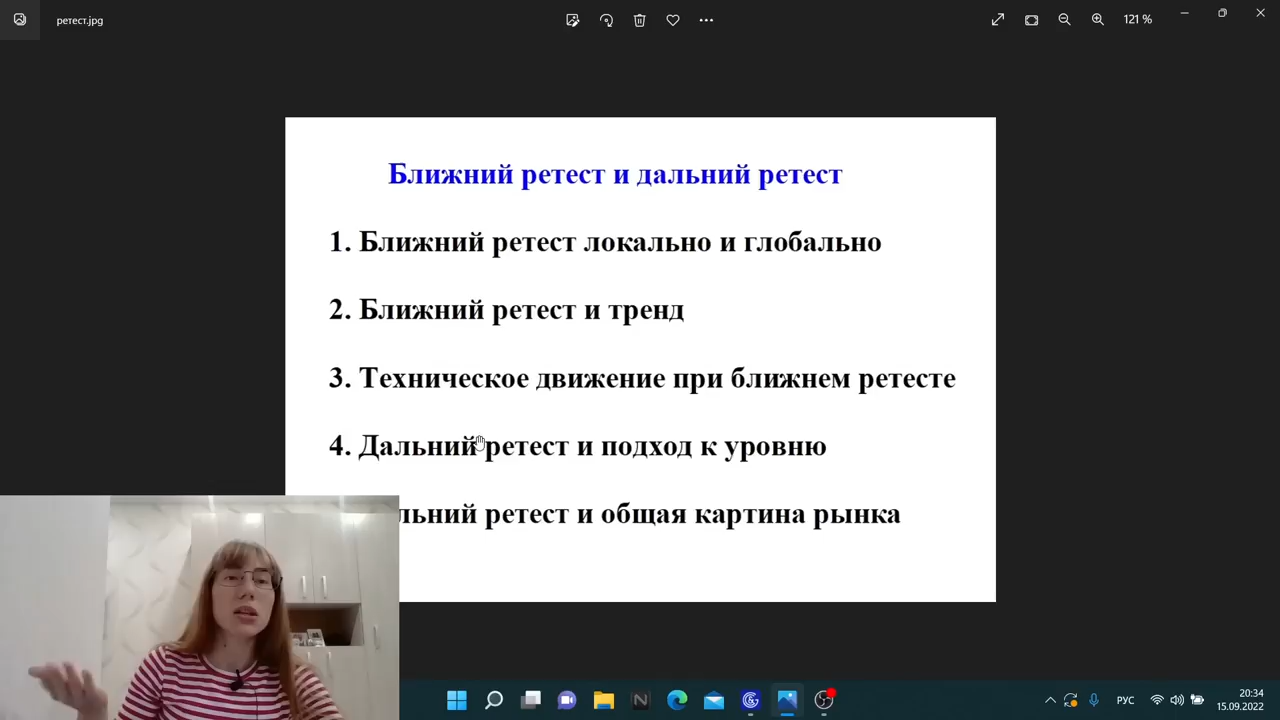 ретест.jpg
121 %
Ближний ретест и дальний ретест
1. Ближний ретест локально и глобально
2. Ближний ретест и тренд
3. Техническое движение при ближнем ретесте
4. Дальний ретест и подход к уровню
льний ретест и общая картина рынка
РУС
20:34
15.09.2022